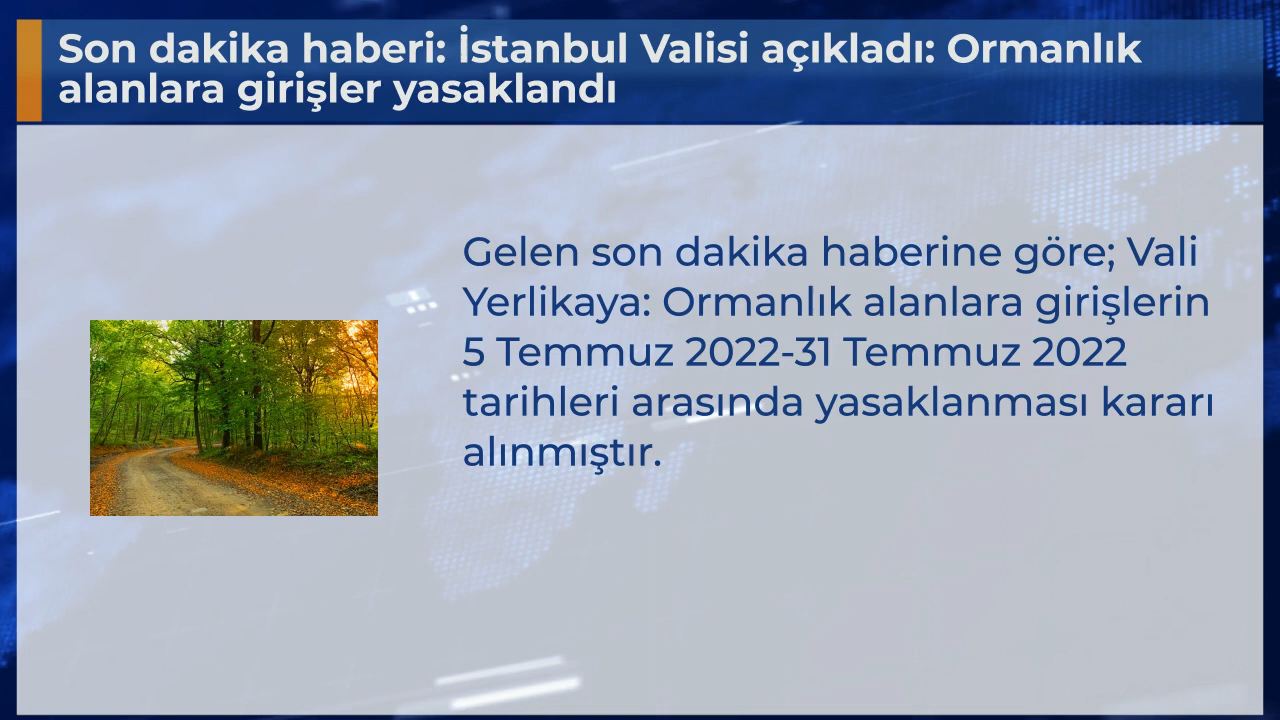 Son dakika haberi: İstanbul Valisi açıkladı: Ormanlık
alanlara girişler yasaklandı
Gelen son dakika haberine göre; Vali
Yerlikaya: Ormanlık alanlara girişlerin
5 Temmuz 2022-31 Temmuz 2022
tarihleri arasında yasaklanması kararı
alınmıştır.